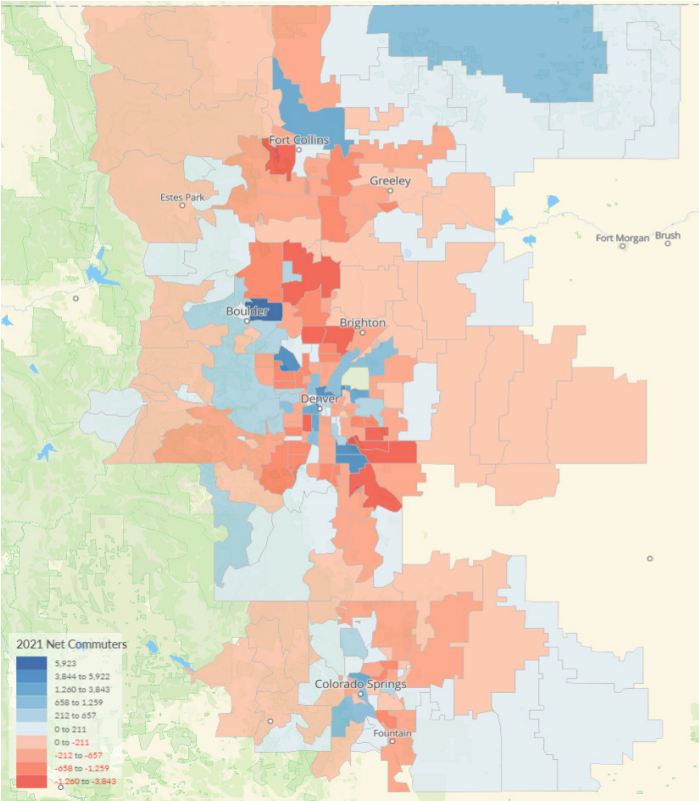 Fort Collins
Greeley
Estes Park
Fort Morgan
Brush
Boulder
Brighton
Denver
2021 Net Commuters
5,923
3,844 to 5,922
1,260 to 3,843
658 to 1,259
212 to 657
0 to 211
0 to -211
-212 to -657
-658 to -1,259
-1,260 to -3,843
Colorado Springs
Fountain